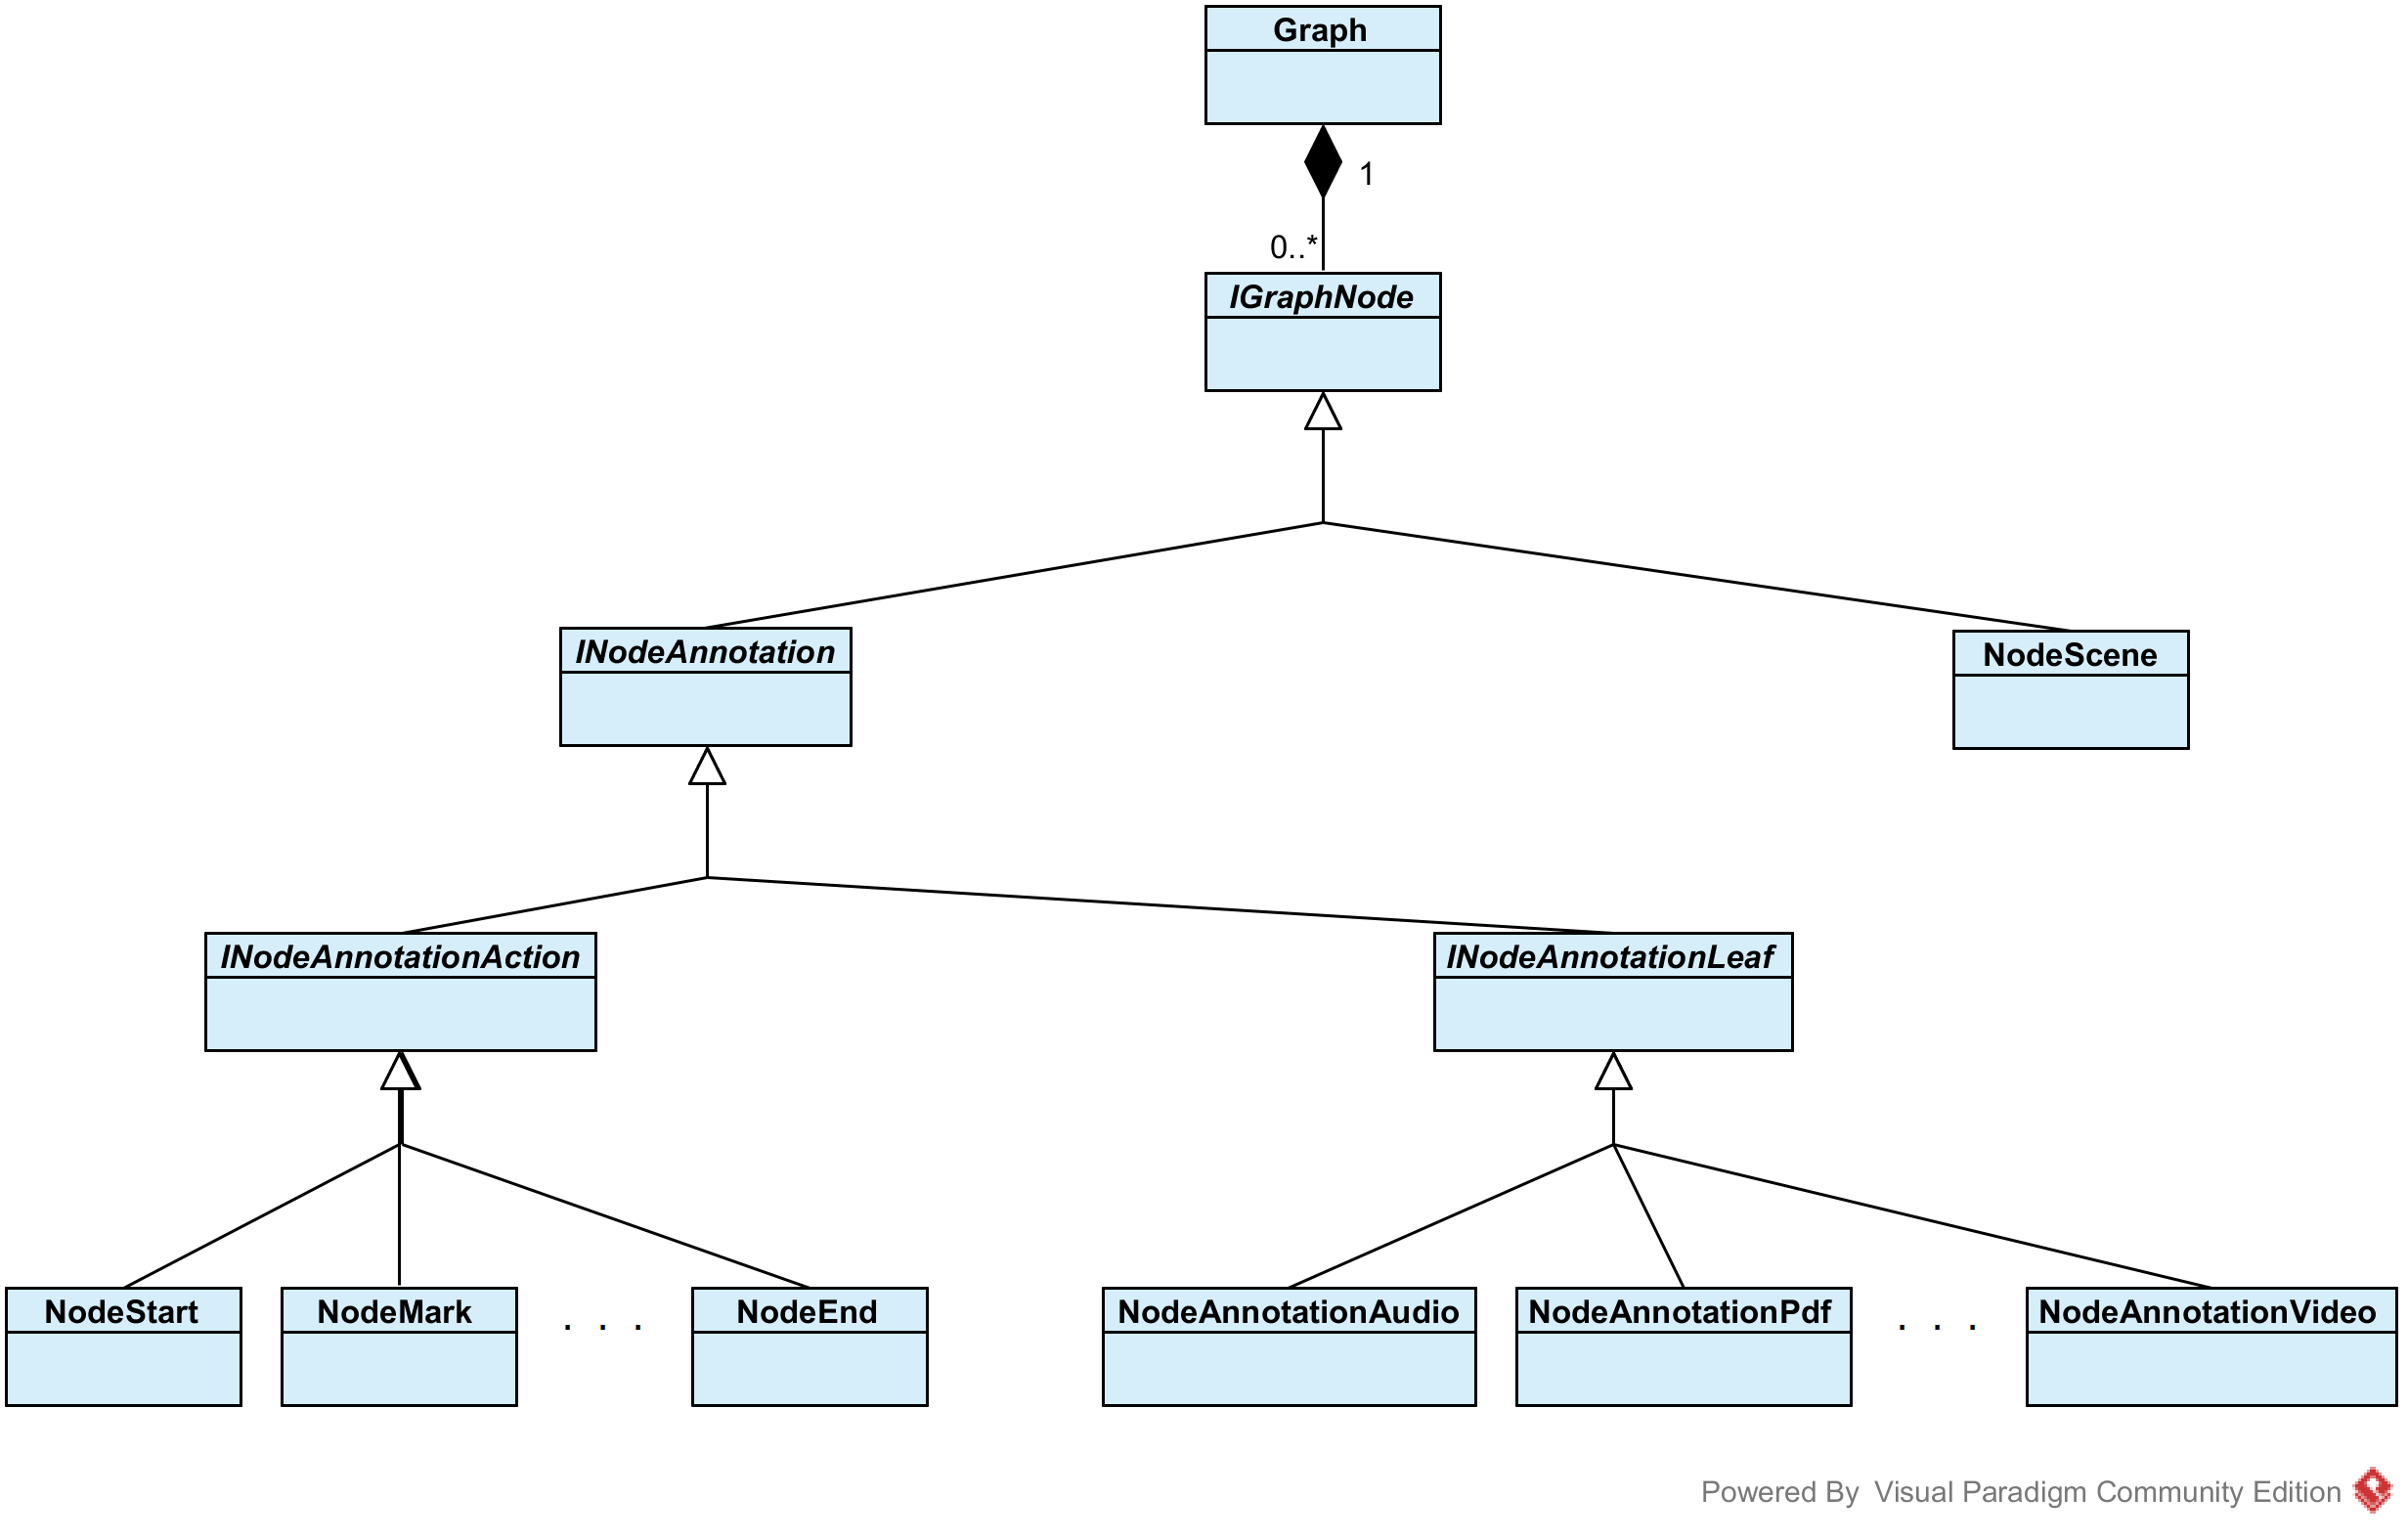 Graph
1
0..*
IGraphNode
INodeAnnotation
NodeScene
INodeAnnotationAction
INodeAnnotationLeaf
NodeStart
NodeMark
. . .
NodeEnd
NodeAnnotationAudio
NodeAnnotationPdf
. . .
NodeAnnotationVideo
Powered By Visual Paradigm Community Edition